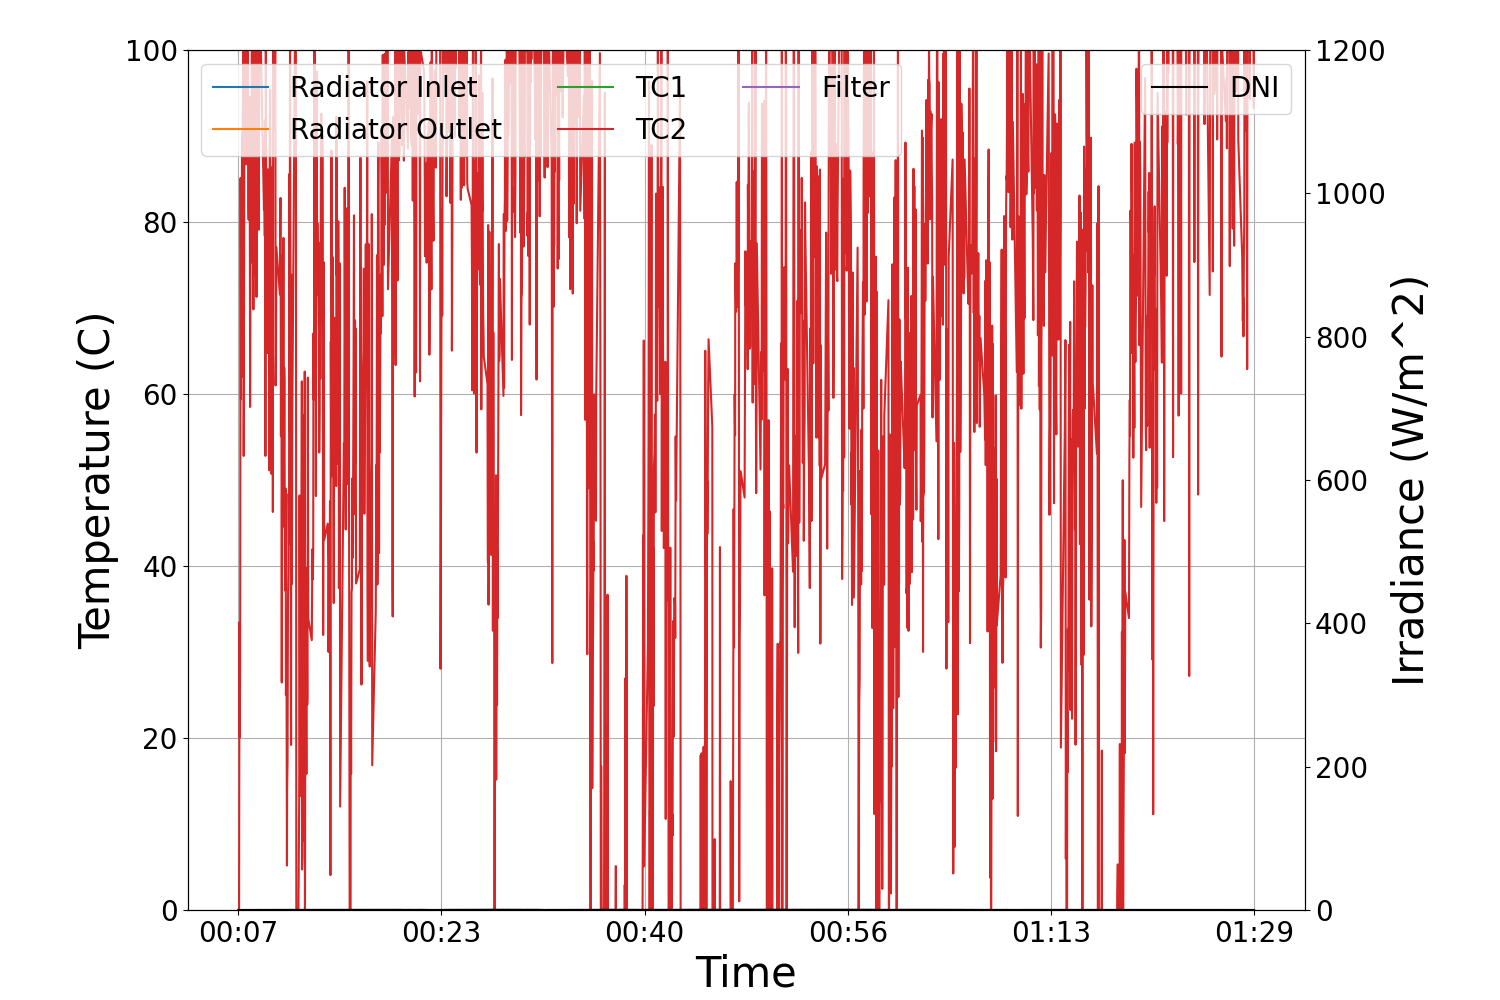 100
80
60
40
20
0
Temperature (C)
Radiator Inlet
Radiator Outlet
TC1
TC2
Filter
DNI
1200
1000
800
600
400
200
0
Irradiance (W/m^2)
00:07
00:23
00:40
00:56
01:13
01:29
Time